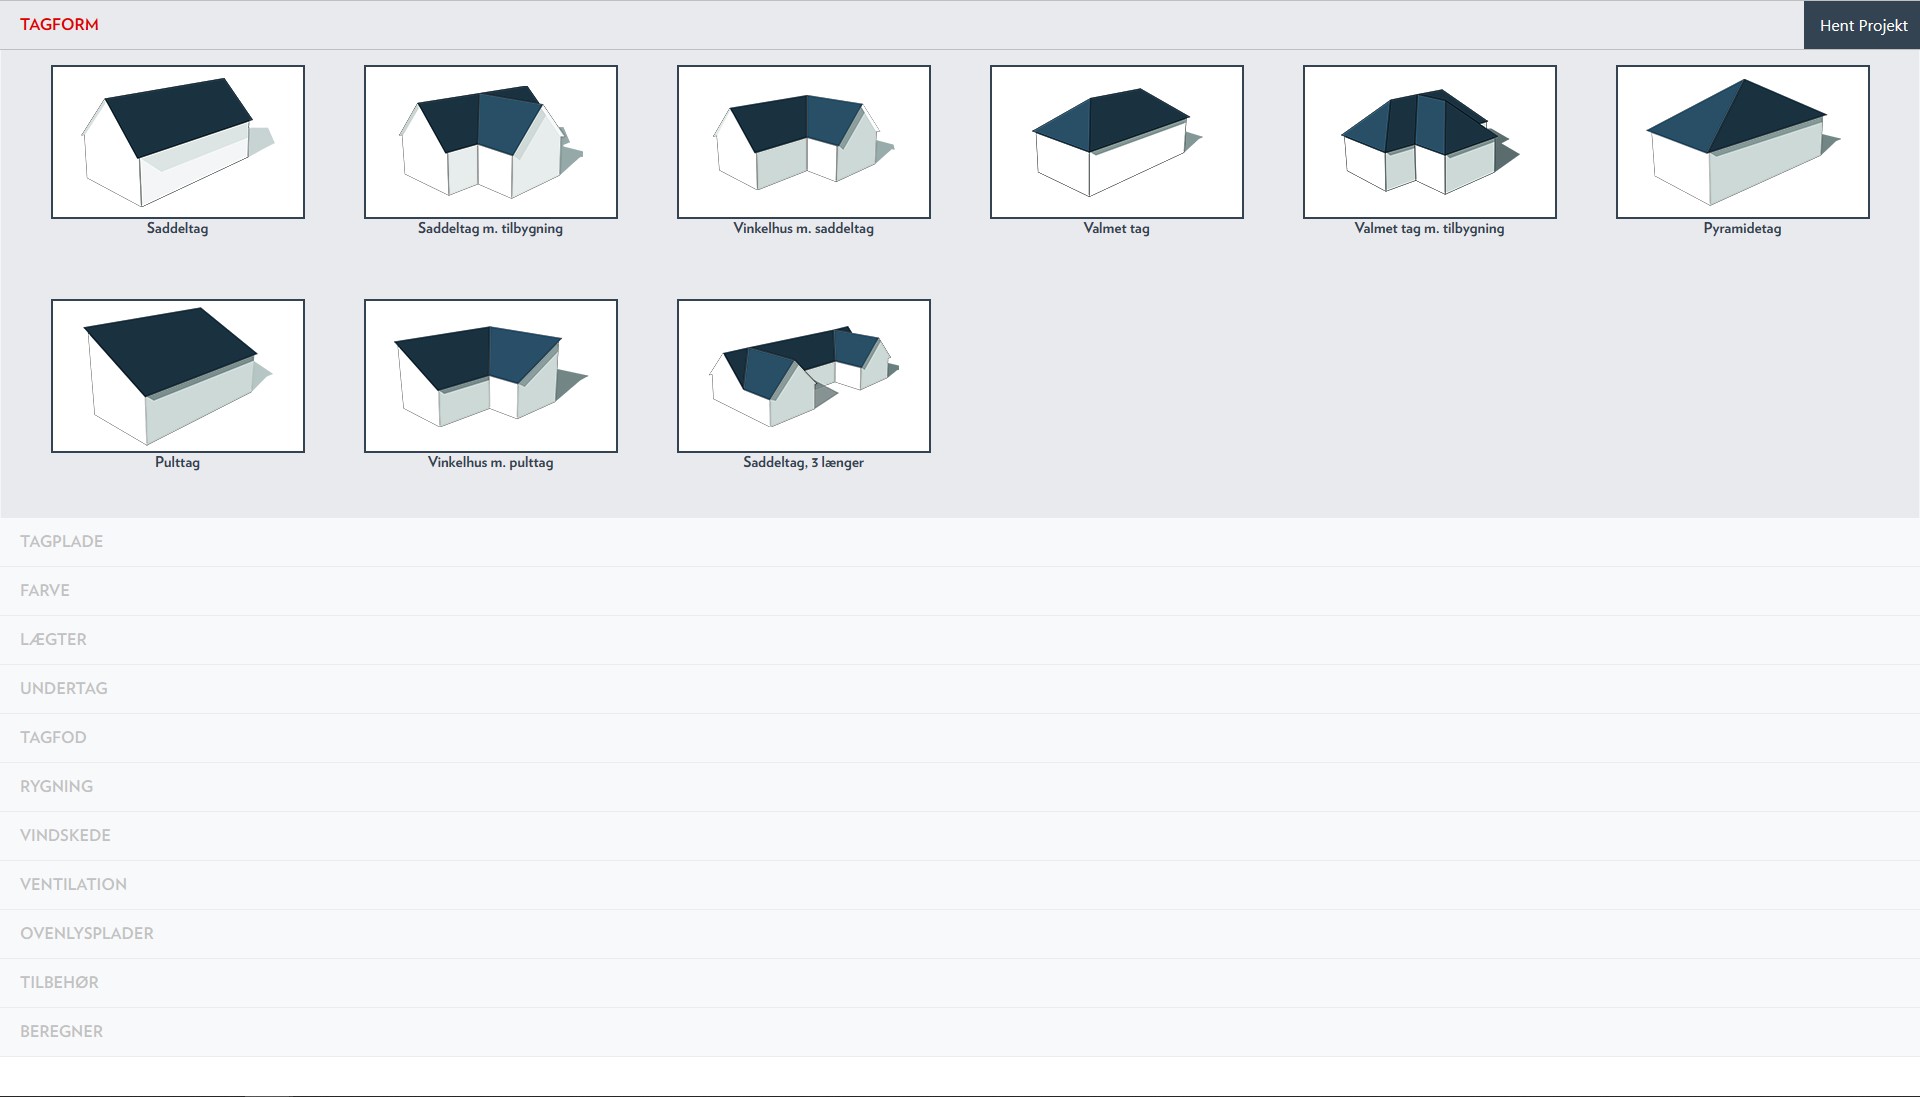 TAGFORM
Hent Projekt
Saddeltag
Saddeltag m. tilbygning
Vinkelhus m. saddeltag
Valmet tag
Valmet tag m. tilbygning
Pyramidetag
Pulttag
Vinkelhus m. pulttag
Saddeltag, 3 længer
TAGPLADE
FARVE
LÆGTER
UNDERTAG
TAGFOD
RYGNING
VINDSKEDE
VENTILATION
OVENLYSPLADER
TILBEHØR
BEREGNER